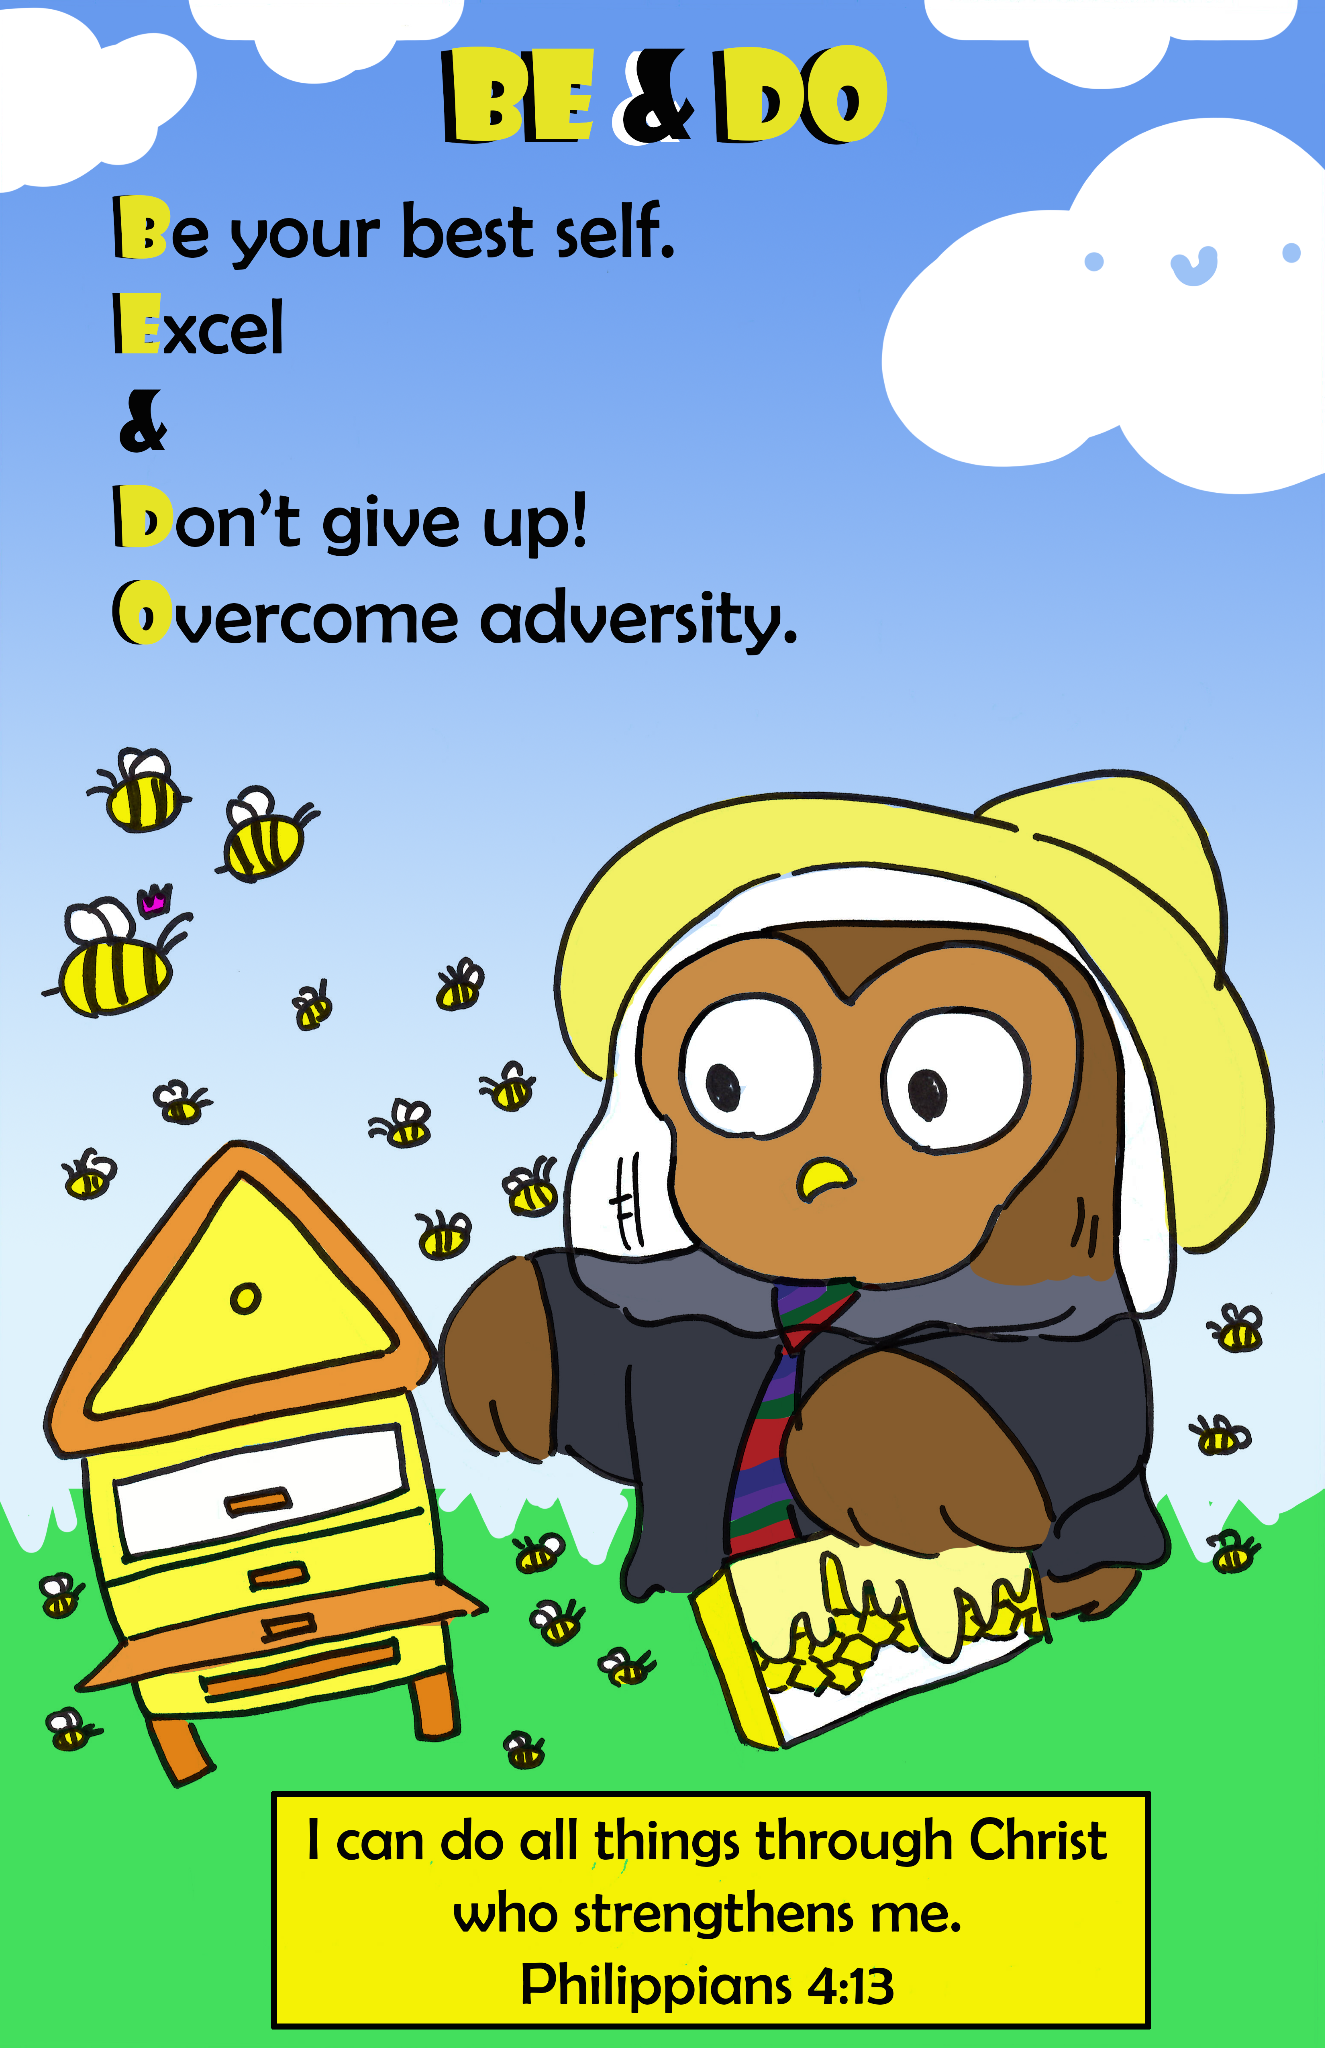 BE & DO
Be your best self.
Excel
&
Don't give up!
Overcome adversity.
I can do all things through Christ
who strengthens me.
Philippians 4:13